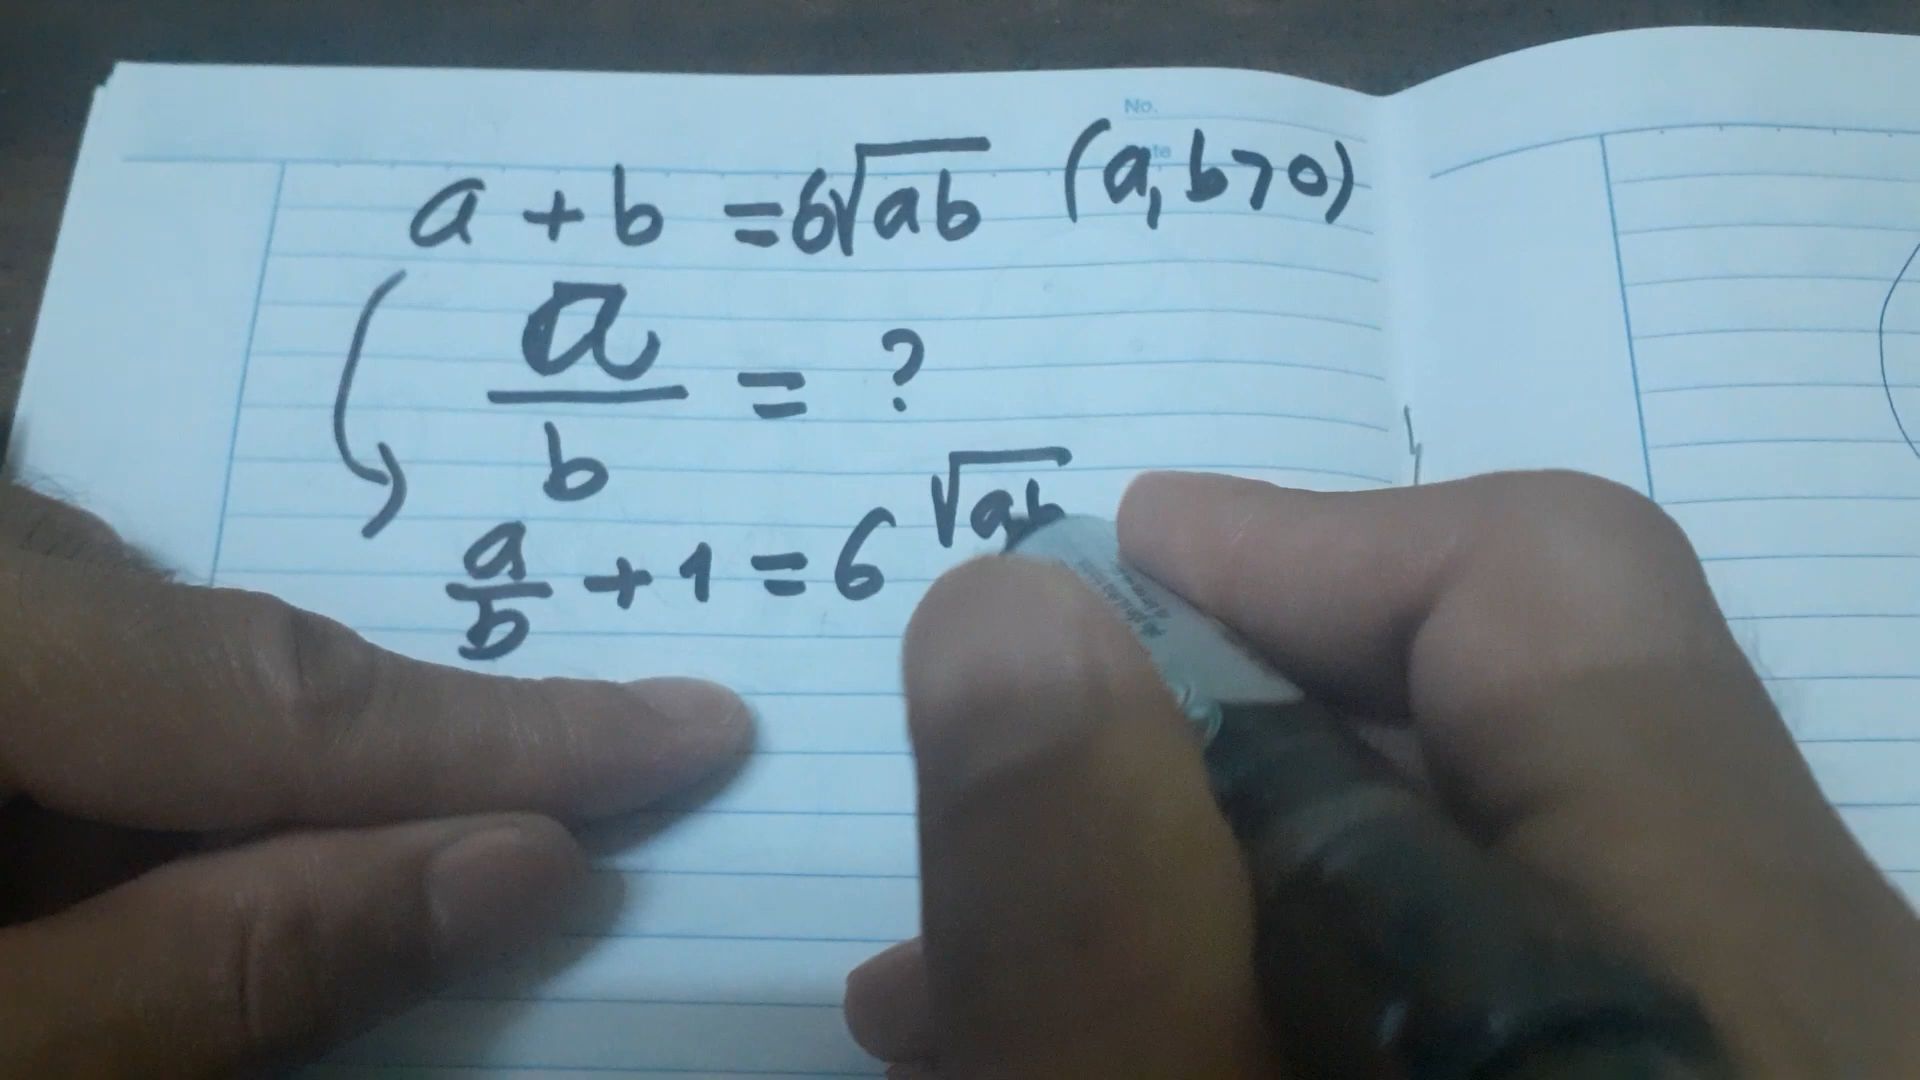 No.
a + b = 6√ab (a, b > 0)
a/b = ?
a/b + 1 = 6 √ab